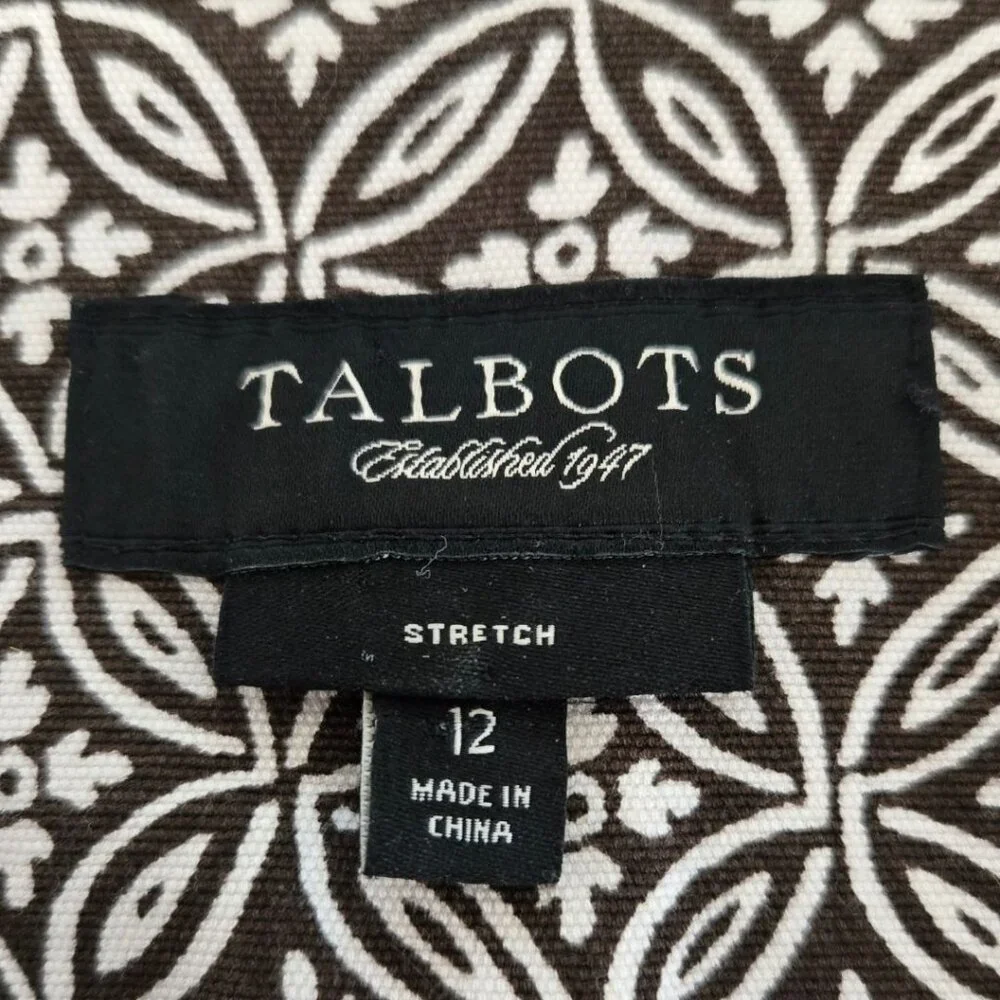 TALBOTS
Established 1947
STRETCH
12
MADE IN
CHINA